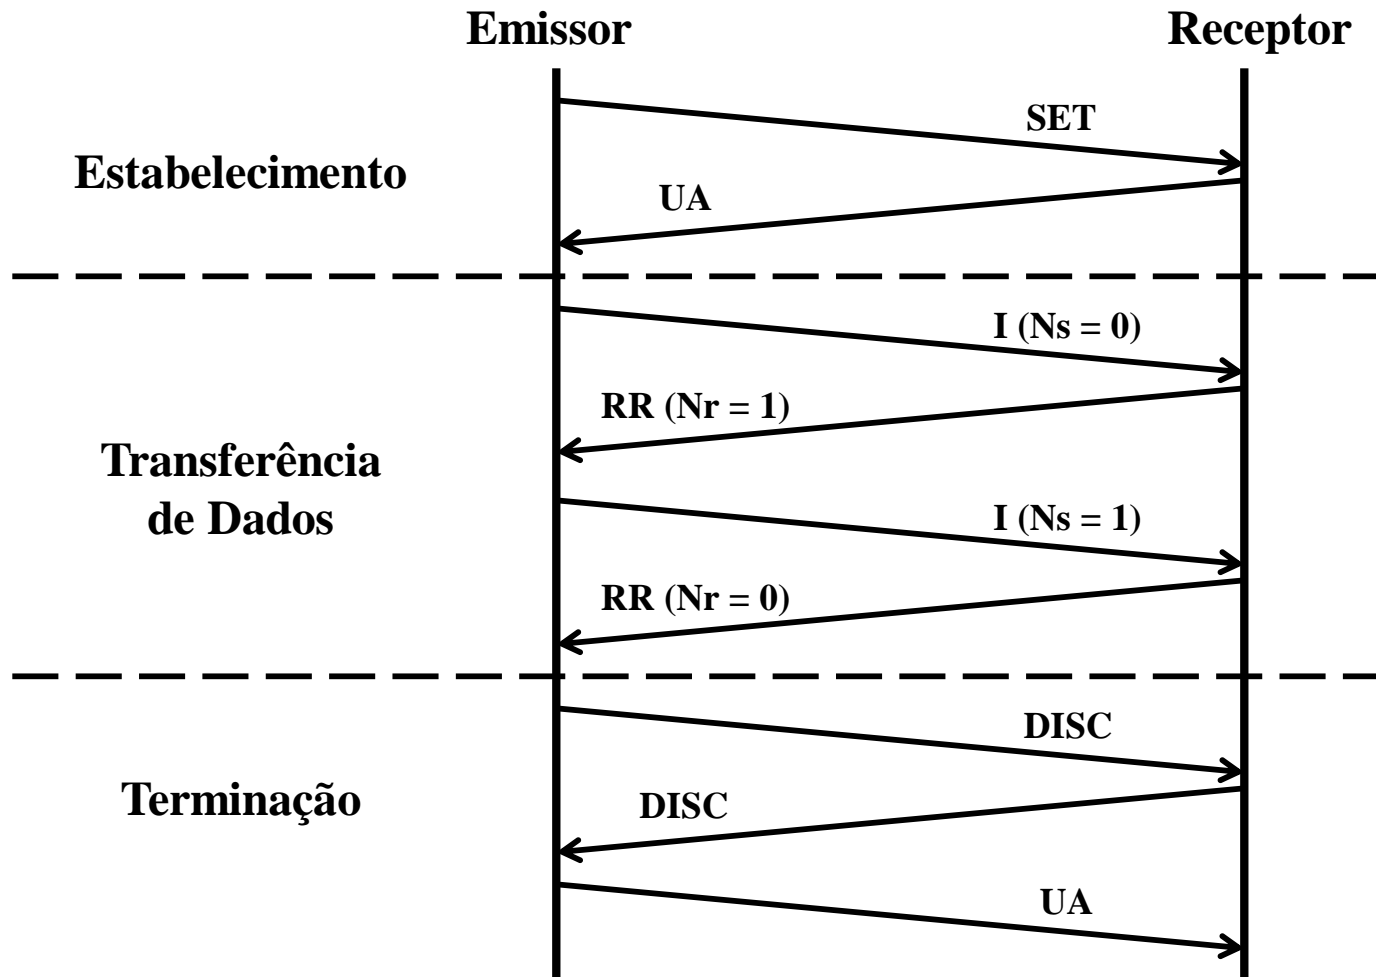 Emissor
Receptor
SET
Estabelecimento
UA
I (Ns = 0)
RR (Nr = 1)
Transferência
de Dados
I (Ns = 1)
RR (Nr = 0)
DISC
Terminação
DISC
UA